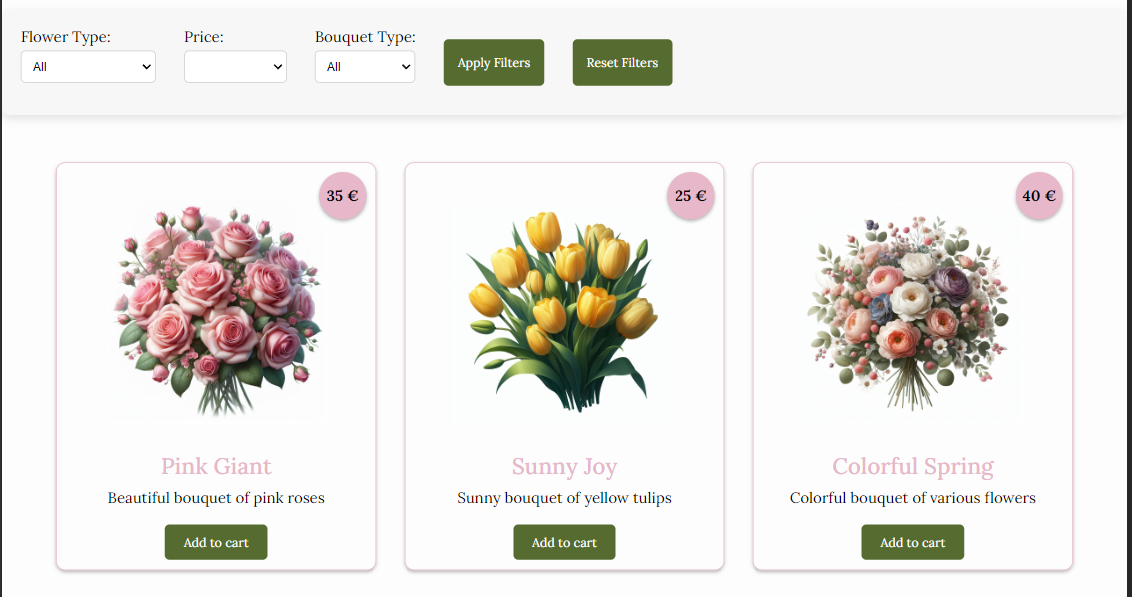 Flower Type: Price: Bouquet Type:
All All Apply Filters Reset Filters
35 € 25 € 40 €
Pink Giant Sunny Joy Colorful Spring
Beautiful bouquet of pink roses Sunny bouquet of yellow tulips Colorful bouquet of various flowers
Add to cart Add to cart Add to cart